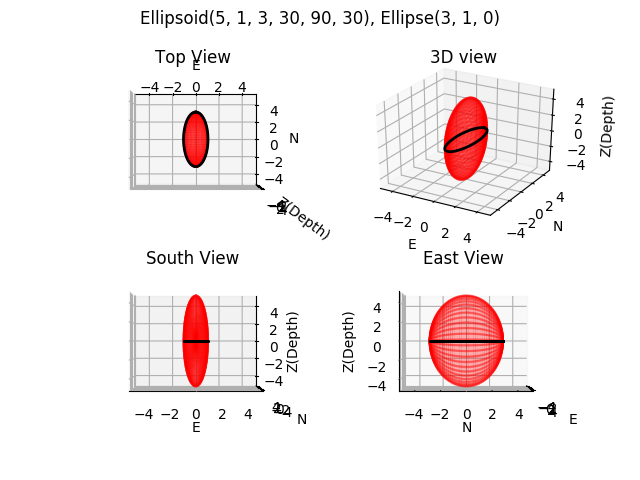 Ellipsoid(5, 1, 3, 30, 90, 30), Ellipse(3, 1, 0)
Top View
E
−4 −2 0 2 4
4
2
0
−2
−4
N
Z(Depth)
3D view
4
2
0
−2
−4
Z(Depth)
−4 −2 0 2 4
E
−4 −2 0 2 4
N
South View
4
2
0
−2
−4
Z(Depth)
−4 −2 0 2 4
E
N
East View
4
2
0
−2
−4
Z(Depth)
−4 −2 0 2 4
N
E